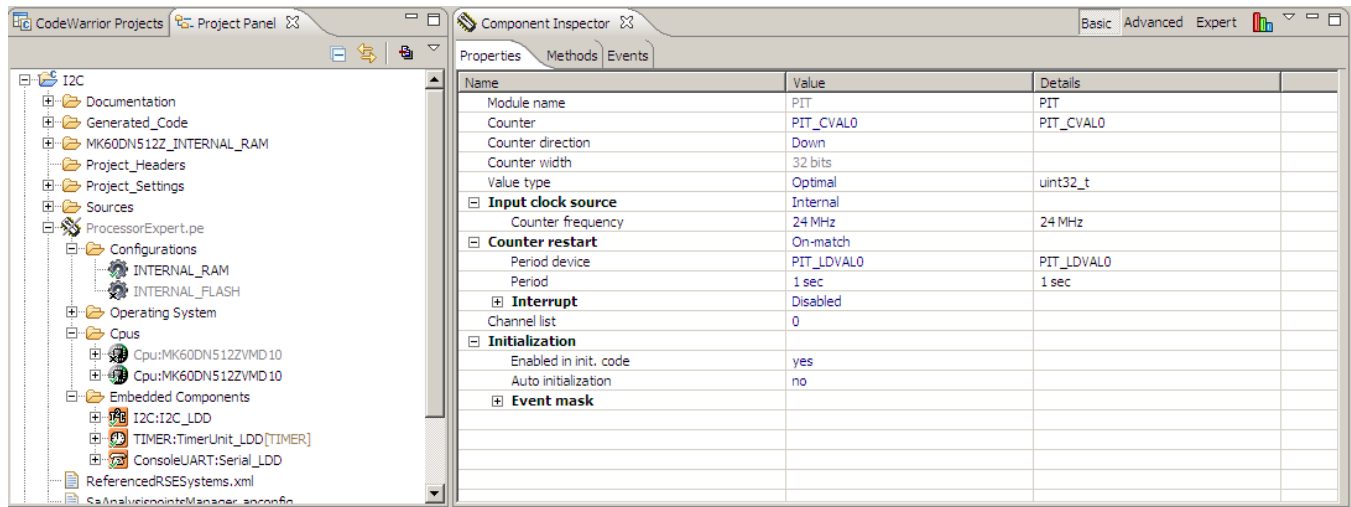 CodeWarrior Projects Project Panel
I2C
Documentation
Generated_Code
MK60DN512Z_INTERNAL_RAM
Project_Headers
Project_Settings
Sources
ProcessorExpert.pe
Configurations
INTERNAL_RAM
INTERNAL_FLASH
Operating System
Cpus
Cpu:MK60DN512ZVMD10
Cpu:MK60DN512ZVMD10
Embedded Components
I2C:I2C_LDD
TIMER:TimerUnit_LDD[TIMER]
ConsoleUART:Serial_LDD
ReferencedRSESystems.xml
SaAnalysispointsManager.apconfig
Component Inspector Basic Advanced Expert
Properties Methods Events
Name Value Details
Module name PIT PIT
Counter PIT_CVAL0 PIT_CVAL0
Counter direction Down
Counter width 32 bits
Value type Optimal uint32_t
Input clock source Internal
Counter frequency 24 MHz 24 MHz
Counter restart On-match
Period device PIT_LDVAL0 PIT_LDVAL0
Period 1 sec 1 sec
Interrupt Disabled
Channel list 0
Initialization
Enabled in init. code yes
Auto initialization no
Event mask